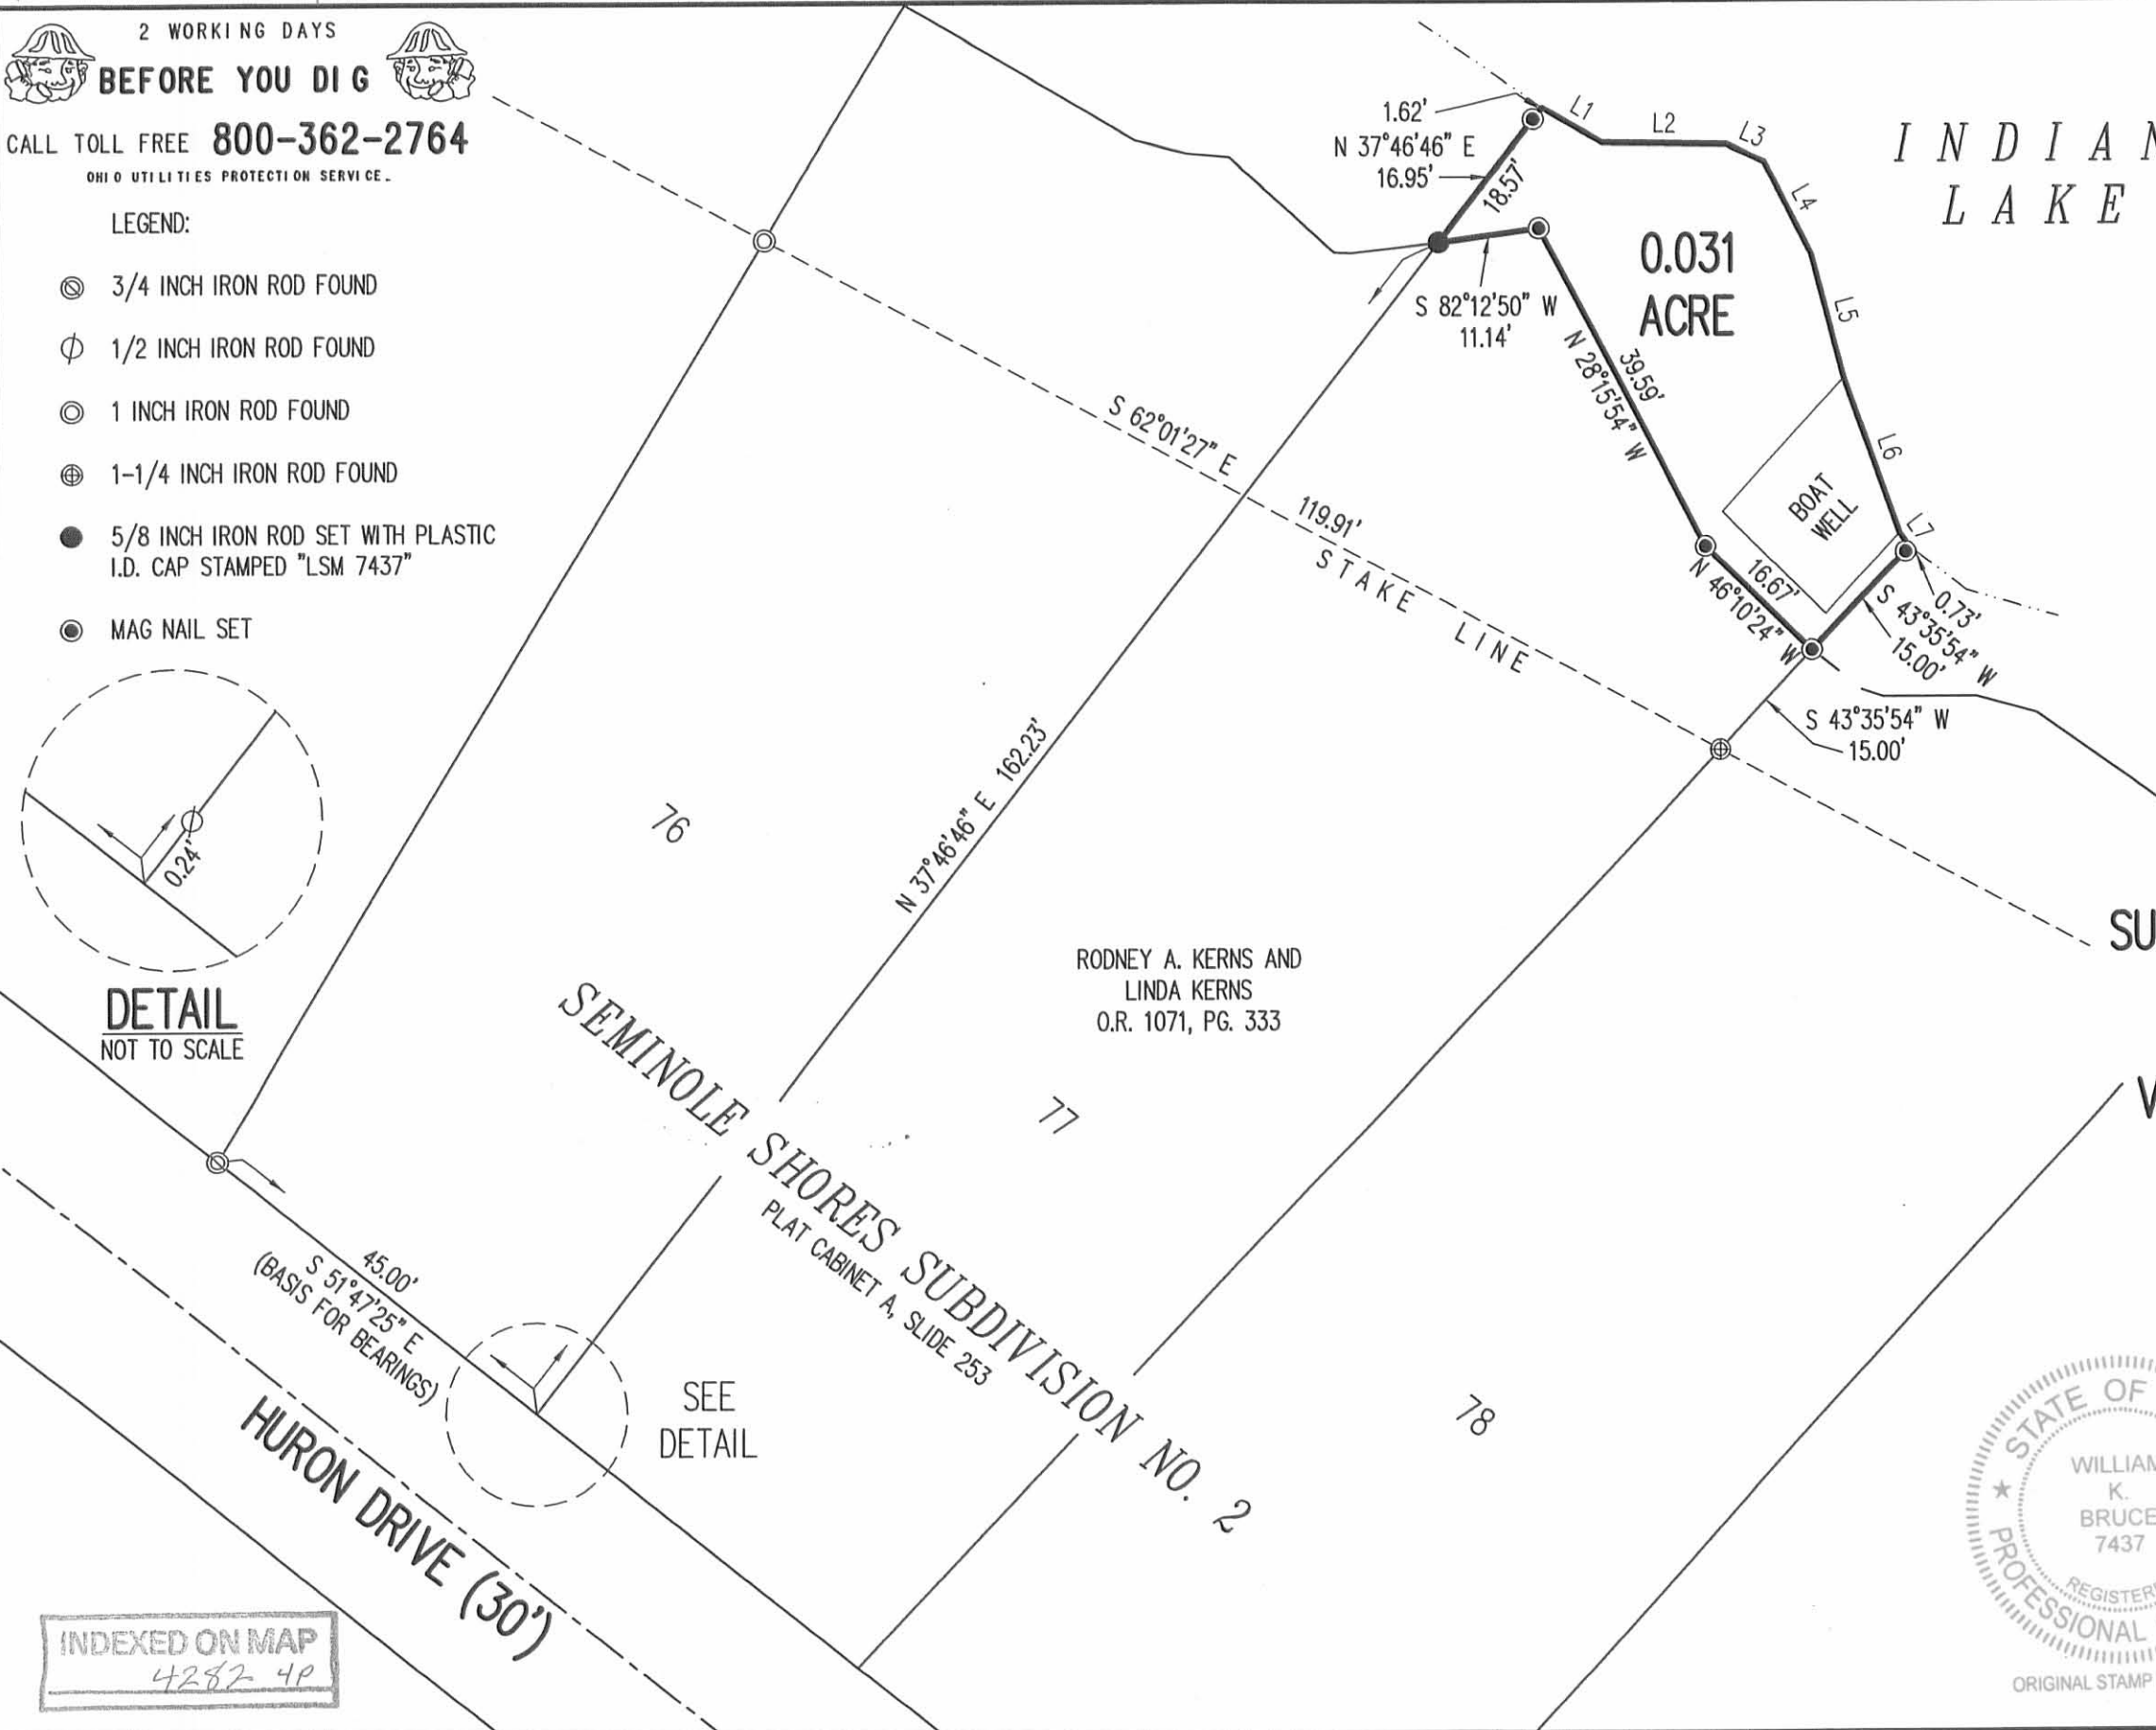 2 WORKING DAYS
BEFORE YOU DIG
CALL TOLL FREE 800-362-2764
OHIO UTILITIES PROTECTION SERVICE.
LEGEND:
3/4 INCH IRON ROD FOUND
1/2 INCH IRON ROD FOUND
1 INCH IRON ROD FOUND
1-1/4 INCH IRON ROD FOUND
5/8 INCH IRON ROD SET WITH PLASTIC
I.D. CAP STAMPED "LSM 7437"
MAG NAIL SET
0.24'
DETAIL
NOT TO SCALE
1.62'
N 37°46'46" E
16.95'
18.57'
L1
L2
L3
L4
L5
L6
L7
INDIAN
LAKE
0.031
ACRE
S 82°12'50" W
11.14'
39.59'
N 28°15'54" W
BOAT
WELL
16.67'
N 46°10'24" W
0.73'
S 43°35'54" W
15.00'
S 43°35'54" W
15.00'
S 62°01'27" E
119.91'
STAKE LINE
N 37°46'46" E 162.23'
76
RODNEY A. KERNS AND
LINDA KERNS
O.R. 1071, PG. 333
77
78
SU
SEMINOLE SHORES SUBDIVISION NO. 2
PLAT CABINET A, SLIDE 253
45.00'
S 51°47'25" E
(BASIS FOR BEARINGS)
SEE
DETAIL
HURON DRIVE (30')
INDEXED ON MAP
4282 4P
STATE OF
WILLIAM
K.
BRUCE
7437
REGISTER
PROFESSIONAL
ORIGINAL STAMP